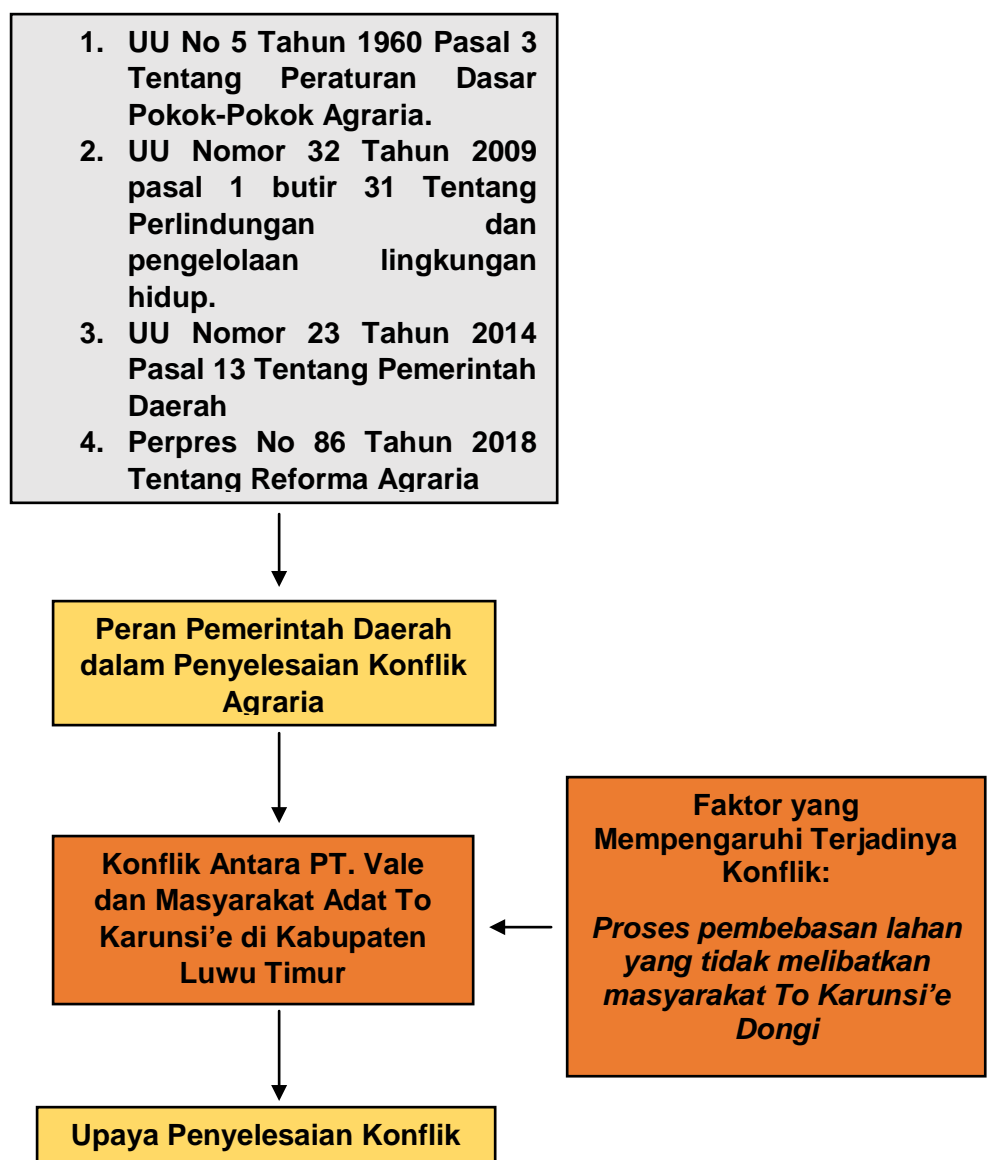 1. UU No 5 Tahun 1960 Pasal 3
Tentang Peraturan Dasar
Pokok-Pokok Agraria.
2. UU Nomor 32 Tahun 2009
pasal 1 butir 31 Tentang
Perlindungan dan
pengelolaan lingkungan
hidup.
3. UU Nomor 23 Tahun 2014
Pasal 13 Tentang Pemerintah
Daerah
4. Perpres No 86 Tahun 2018
Tentang Reforma Agraria
Peran Pemerintah Daerah
dalam Penyelesaian Konflik
Agraria
Konflik Antara PT. Vale
dan Masyarakat Adat To
Karunsi’e di Kabupaten
Luwu Timur
Faktor yang
Mempengaruhi Terjadinya
Konflik:
Proses pembebasan lahan
yang tidak melibatkan
masyarakat To Karunsi’e
Dongi
Upaya Penyelesaian Konflik